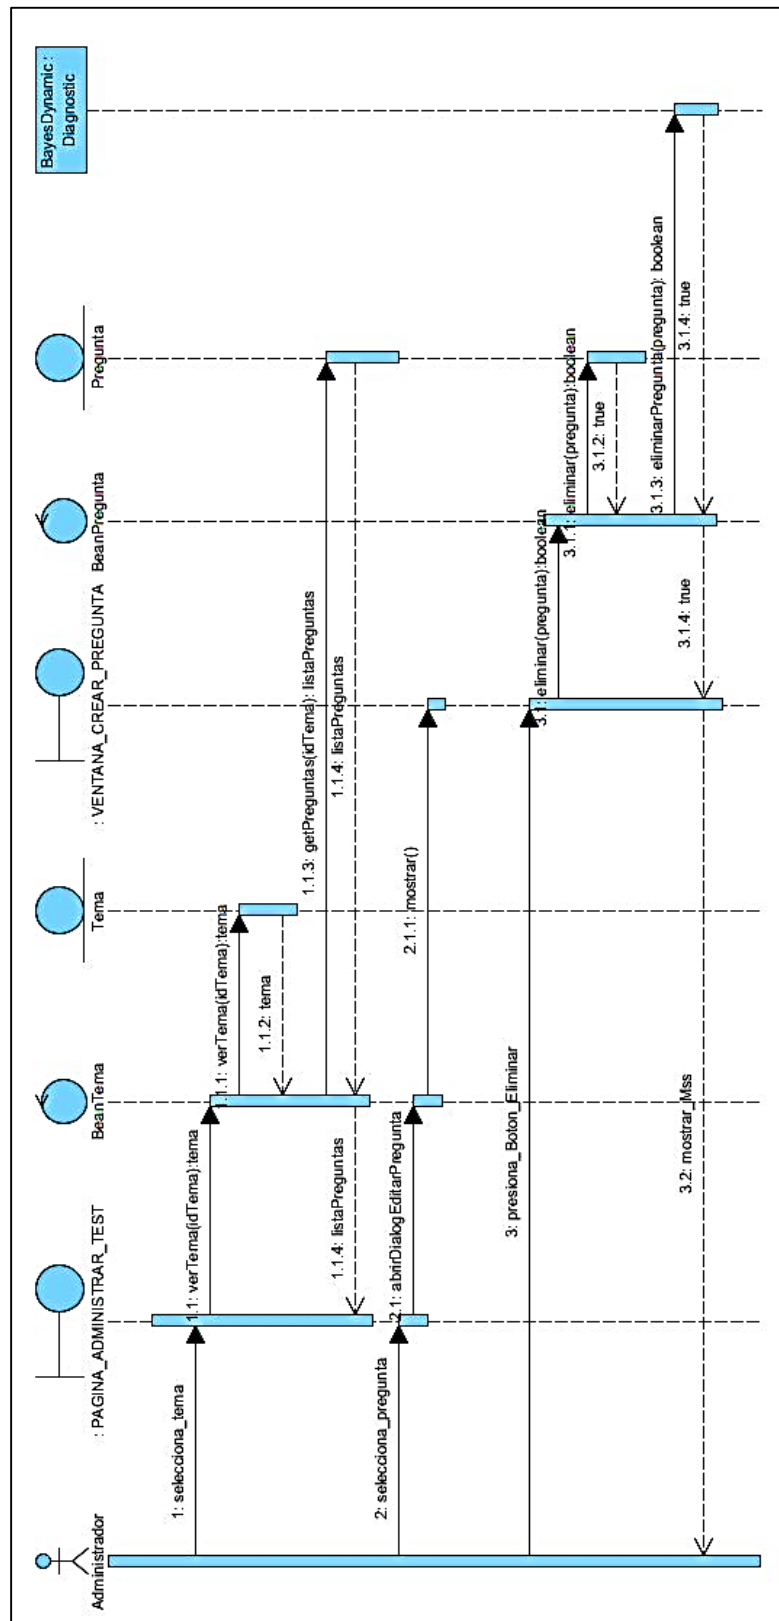 Administrador
: PAGINA_ADMINISTRAR_TEST
BeanTema
Tema
: VENTANA_CREAR_PREGUNTA
BeanPregunta
Pregunta
BayesDynamic :
Diagnostic
1: selecciona_tema
1.1: verTema(idTema):tema
1.1.1: verTema(idTema):tema
1.1.2: tema
1.1.3: getPreguntas(idTema): listaPreguntas
1.1.4: listaPreguntas
1.1.4: listaPreguntas
2: selecciona_pregunta
2.1: abrirDialogEditarPregunta
2.1.1: mostrar()
3: presiona_Boton_Eliminar
3.1: eliminar(pregunta):boolean
3.1.1: eliminar(pregunta):boolean
3.1.2: true
3.1.3: eliminarPregunta(pregunta): boolean
3.1.4: true
3.1.4: true
3.2: mostrar_Mss